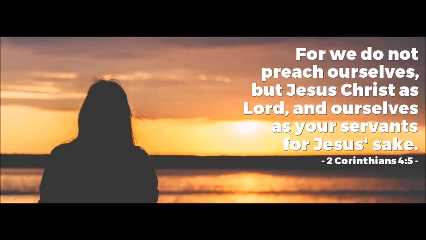 For we do not
preach ourselves,
but Jesus Christ as
Lord, and ourselves
as your servants
for Jesus' sake.
- 2 Corinthians 4:5 -